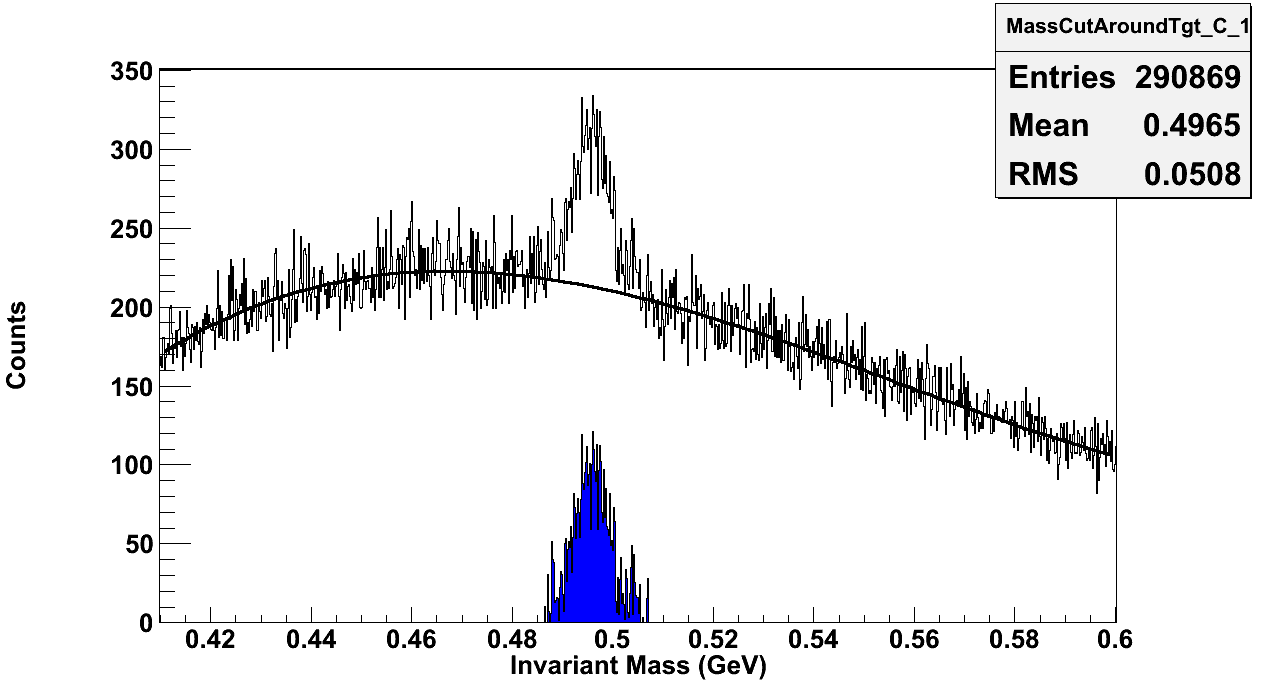 MassCutAroundTgt_C_1
Entries 290869
Mean 0.4965
RMS 0.0508
350
300
250
200
150
100
50
0
Counts
0.42 0.44 0.46 0.48 0.5 0.52 0.54 0.56 0.58 0.6
Invariant Mass (GeV)